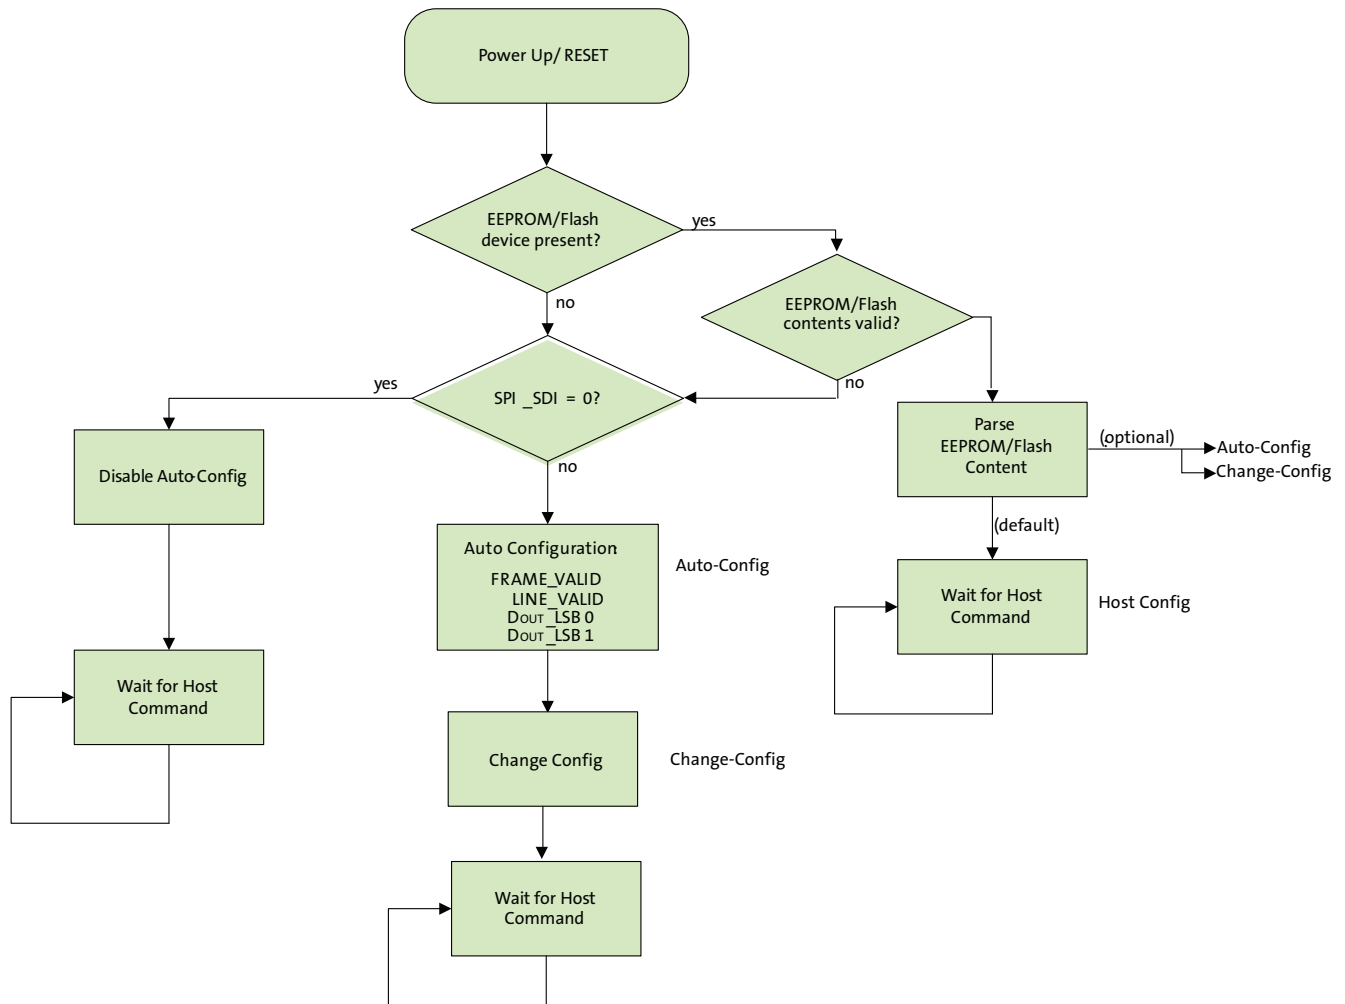 Power Up/ RESET
EEPROM/Flash
device present?
yes
no
EEPROM/Flash
contents valid?
no
yes
SPI _SDI = 0?
no
Parse
EEPROM/Flash
Content
(optional)
Auto-Config
Change-Config
(default)
Disable Auto-Config
Auto Configuration
FRAME_VALID
LINE_VALID
DOUT_LSB 0
DOUT_LSB 1
Auto-Config
Wait for Host
Command
Host Config
Wait for Host
Command
Change Config
Change-Config
Wait for Host
Command